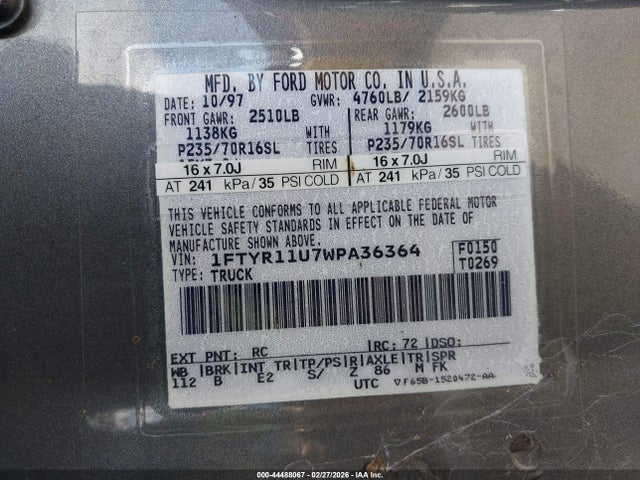 MFD. BY FORD MOTOR CO. IN U.S.A.
DATE: 10/97 GVWR: 4760LB/ 2159KG
FRONT GAWR: 2510LB REAR GAWR: 2600LB
1138KG WITH 1179KG WITH
P235/70R16SL TIRES P235/70R16SL TIRES
16 x 7.0J RIM 16 x 7.0J RIM
AT 241 kPa/ 35 PSI COLD AT 241 kPa/ 35 PSI COLD
THIS VEHICLE CONFORMS TO ALL APPLICABLE FEDERAL MOTOR
VEHICLE SAFETY STANDARDS IN EFFECT ON THE DATE OF
MANUFACTURE SHOWN ABOVE.
VIN: 1FTYR11U7WPA36364 F0150
TYPE: TRUCK T0269
EXT PNT: RC RC: 72 DSO:
WB BRK INT TR TP/PS R AXLE TR SPR
112 B E2 S/ Z 86 M FK
UTC F65B-1520472-AA
000-44488067 - 02/27/2026 - IAA Inc.